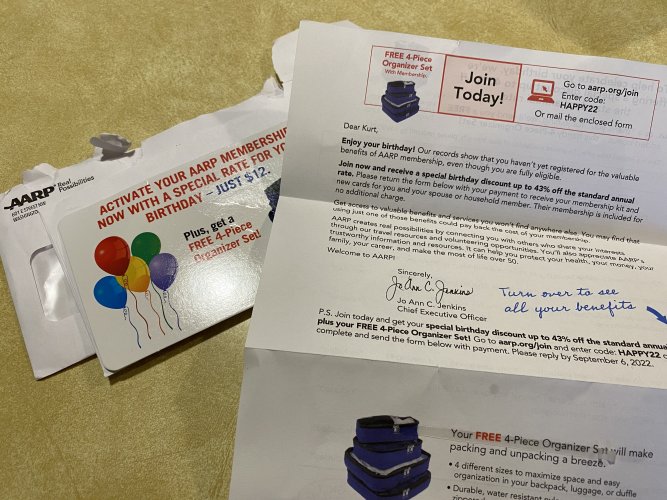 AARP Real Possibilities
WASHINGTON
ACTIVATE YOUR AARP MEMBERSHIP
NOW WITH A SPECIAL RATE FOR YO
BIRTHDAY – JUST $12.
Plus, get a
FREE 4-Piece
Organizer Set!
FREE 4-Piece
Organizer Set
With Membership.
Join
Today!
Go to aarp.org/join
Enter code:
HAPPY22
Or mail the enclosed form
Dear Kurt,
Enjoy your birthday! Our records show that you haven't yet registered for the valuable
benefits of AARP membership, even though you are fully eligible.
Join now and receive a special birthday discount up to 43% off the standard annual
rate. Please return the form below with your payment to receive your membership kit and
new cards for you and your spouse or household member. Their membership is included for
no additional charge.
Get access to valuable benefits and services you won't find anywhere else. You may find that
using just one of those benefits could pay back the cost of your membership.
AARP creates real possibilities by connecting you with others who share your interests
through our travel resources and volunteering opportunities. You'll also appreciate AARP's
trustworthy information and resources. It can help you protect your health, your money, your
family, your career, and make the most of life over 50.
Welcome to AARP!
Sincerely,
Jo Ann C. Jenkins
Jo Ann C. Jenkins
Chief Executive Officer
Turn over to see
all your benefits
P.S. Join today and get your special birthday discount up to 43% off the standard annual
plus your FREE 4-Piece Organizer Set! Go to aarp.org/join and enter code: HAPPY22 o
complete and send the form below with payment. Please reply by September 6, 2022.
Your FREE 4-Piece Organizer Set will make
packing and unpacking a breeze.
• 4 different sizes to maximize space and easy
organization in your backpack, luggage, or duffle
• Durable, water resistant